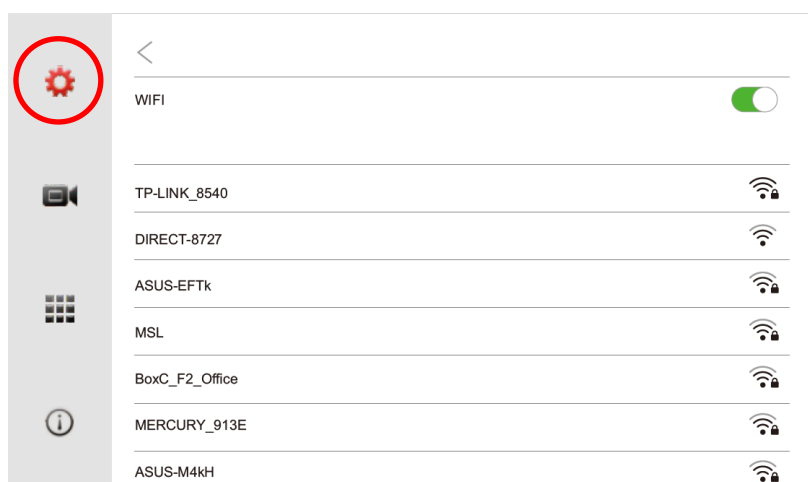 WIFI
TP-LINK_8540
DIRECT-8727
ASUS-EFTk
MSL
BoxC_F2_Office
MERCURY_913E
ASUS-M4kH